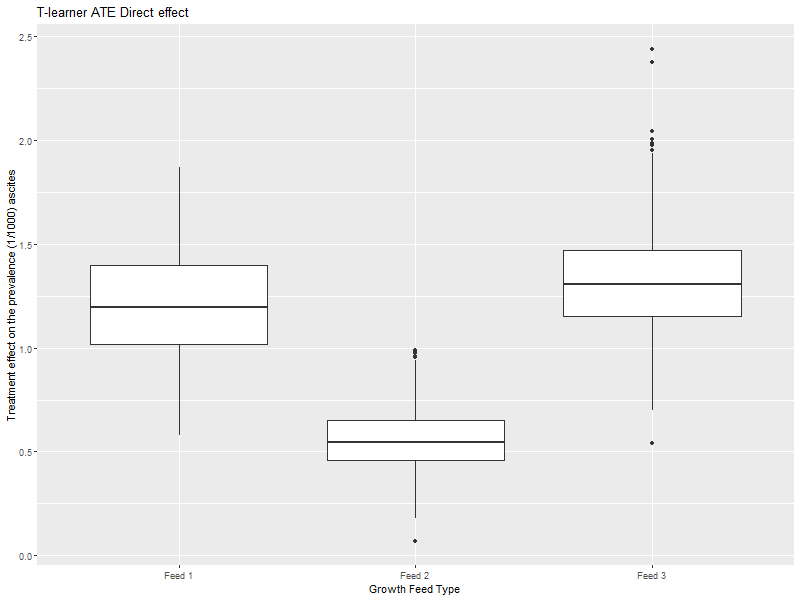 T-learner ATE Direct effect
Treatment effect on the prevalence (1/1000) ascites
2.5
2.0
1.5
1.0
0.5
0.0
Feed 1 Feed 2 Feed 3
Growth Feed Type